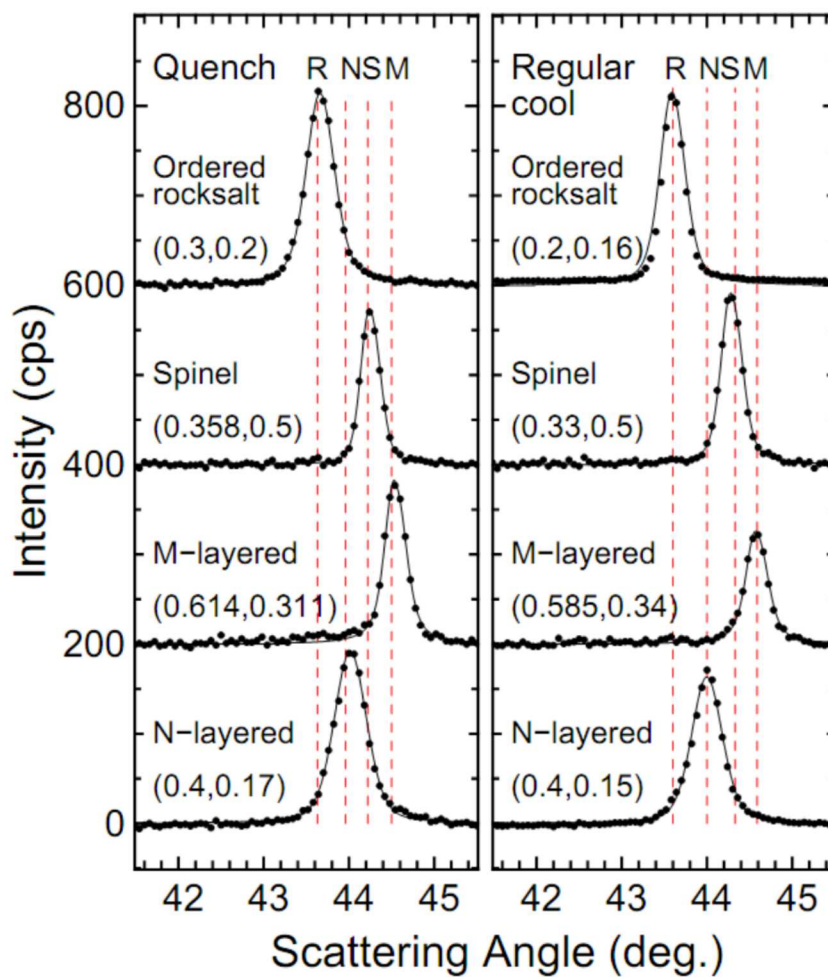 Quench
R NS M
Ordered
rocksalt
(0.3,0.2)
Spinel
(0.358,0.5)
M-layered
(0.614,0.311)
N-layered
(0.4,0.17)
Regular
cool
R NS M
Ordered
rocksalt
(0.2,0.16)
Spinel
(0.33,0.5)
M-layered
(0.585,0.34)
N-layered
(0.4,0.15)
800
600
400
200
0
Intensity (cps)
42 43 44 45
42 43 44 45
Scattering Angle (deg.)